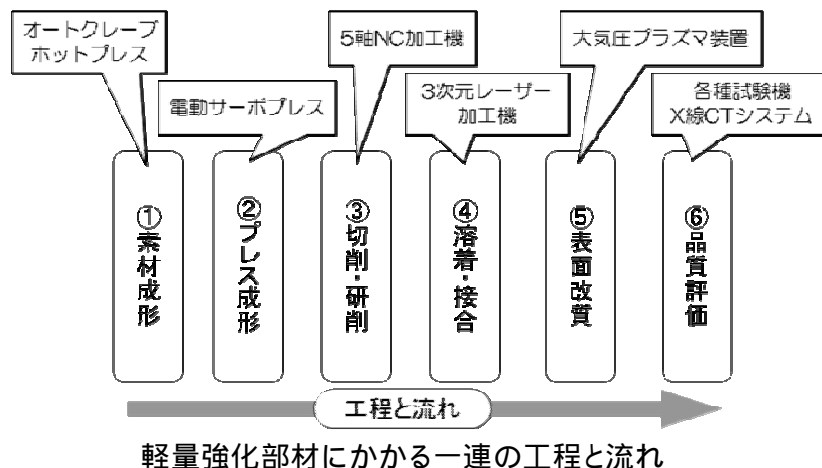 オートクレーブ
ホットプレス
電動サーボプレス
5軸NC加工機
3次元レーザー
加工機
大気圧プラズマ装置
各種試験機
X線CTシステム
①素材成形
②プレス成形
③切削・研削
④溶着・接合
⑤表面改質
⑥品質評価
工程と流れ
軽量強化部材にかかる一連の工程と流れ